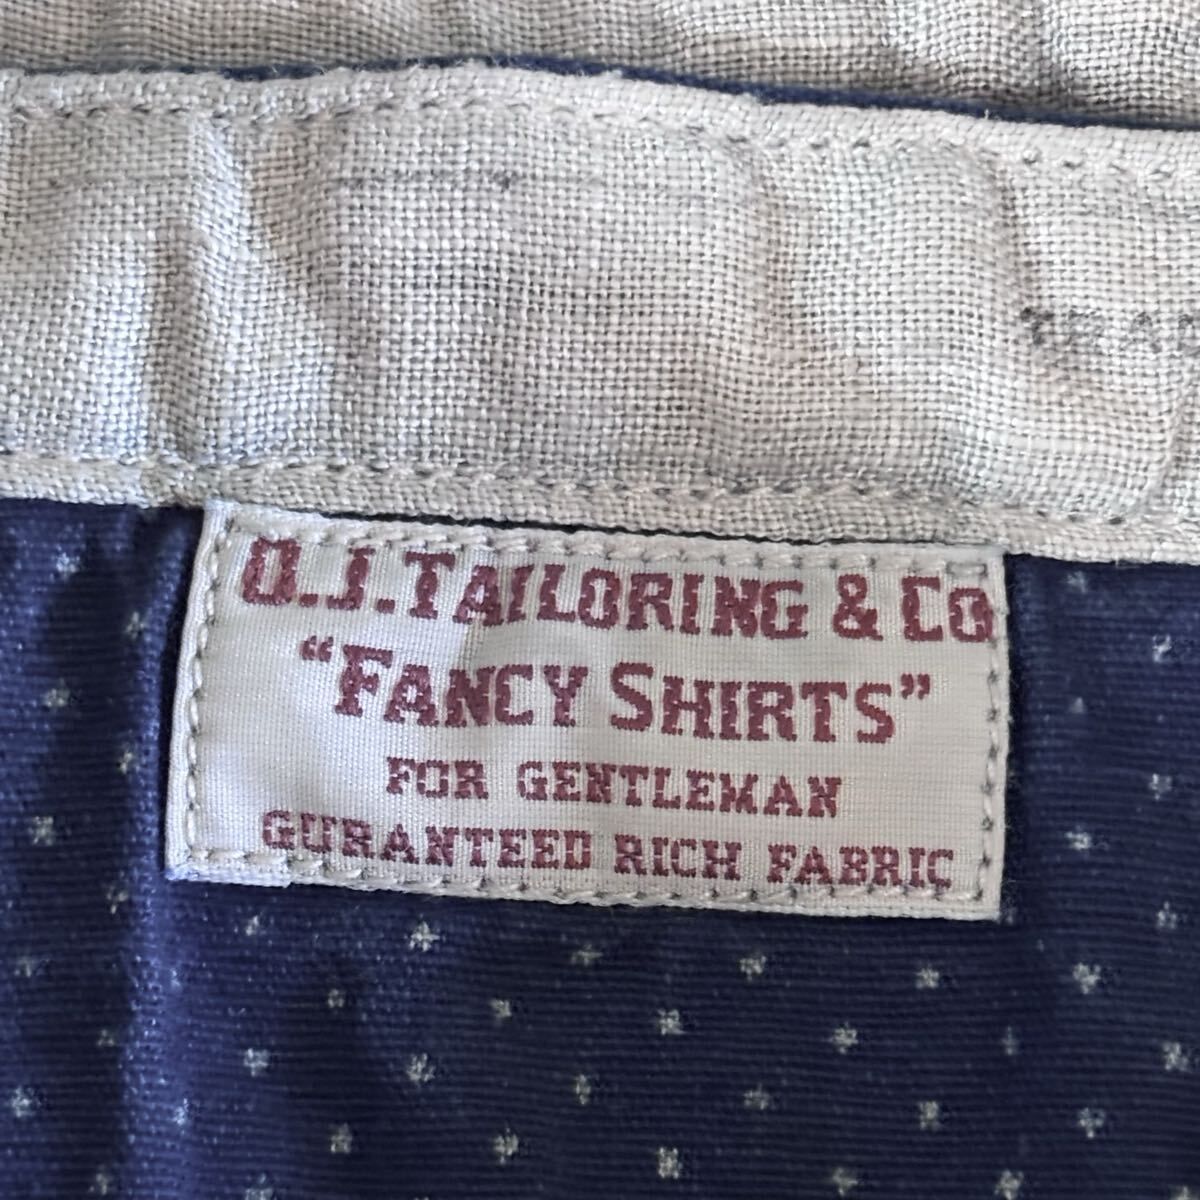 O.J.TAILORING & CO
"FANCY SHIRTS"
FOR GENTLEMAN
GURANTEED RICH FABRIC